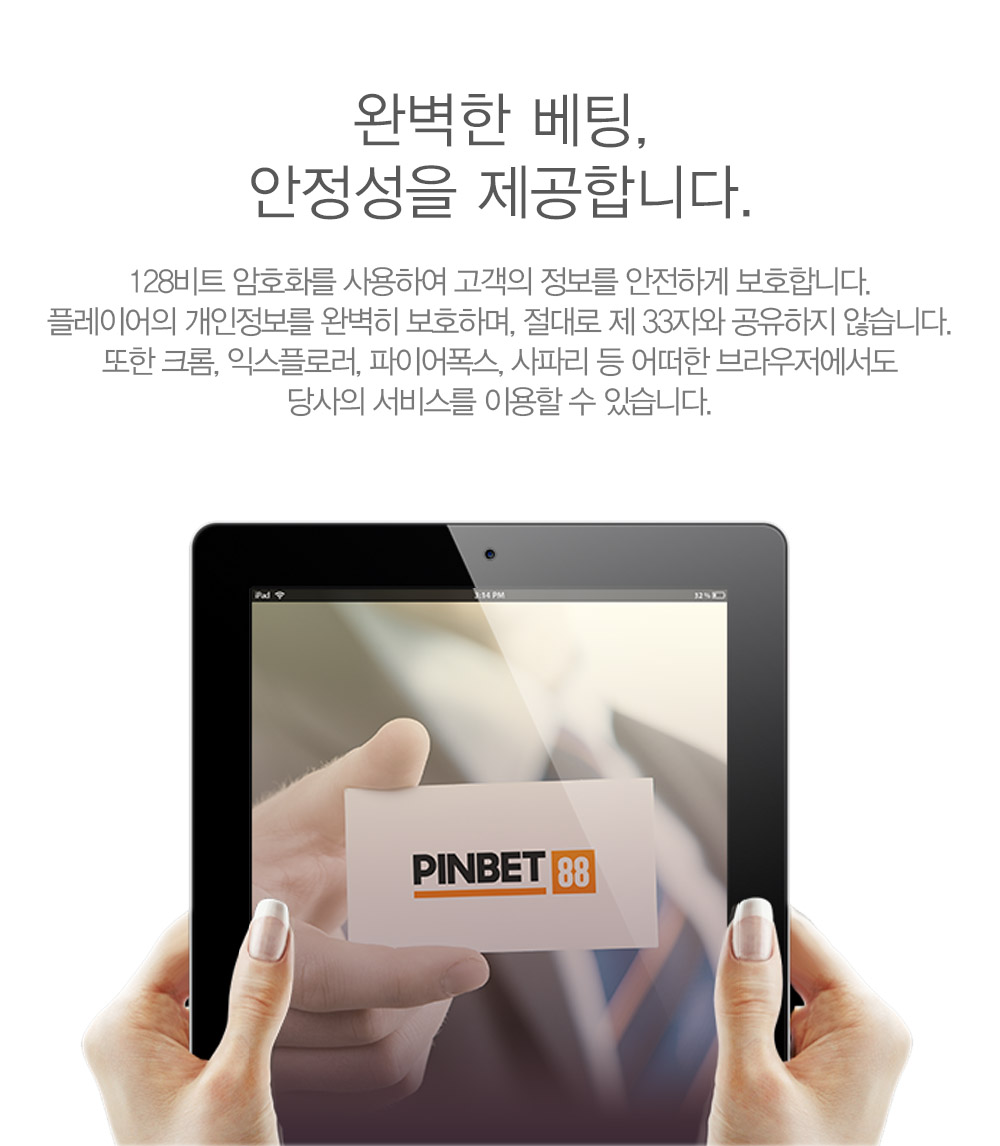 완벽한 베팅,
안정성을 제공합니다.
128비트 암호화를 사용하여 고객의 정보를 안전하게 보호합니다.
플레이어의 개인정보를 완벽히 보호하며, 절대로 제 33자와 공유하지 않습니다.
또한 크롬, 익스플로러, 파이어폭스, 사파리 등 어떠한 브라우저에서도
당사의 서비스를 이용할 수 있습니다.
iPad 3:14 PM 32%
PINBET 88